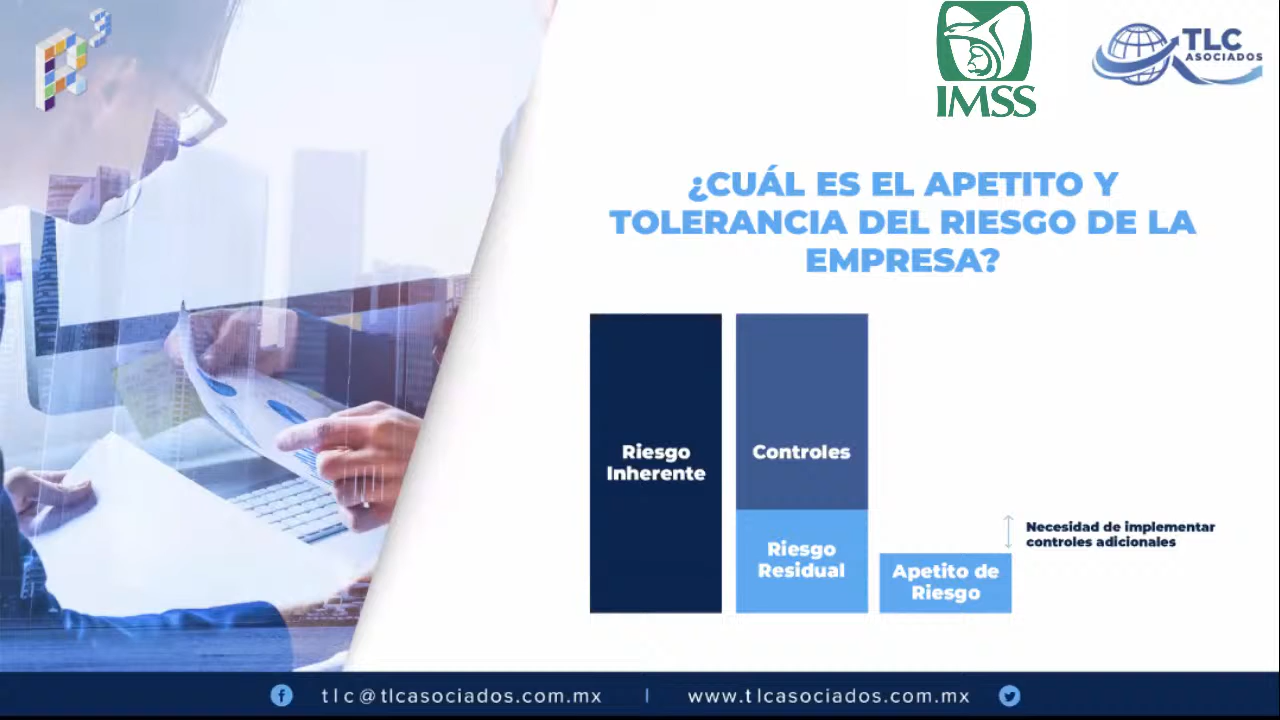 IMSS
TLC
ASOCIADOS
¿CUÁL ES EL APETITO Y
TOLERANCIA DEL RIESGO DE LA
EMPRESA?
Riesgo
Inherente
Controles
Riesgo
Residual
Apetito de
Riesgo
Necesidad de implementar
controles adicionales
tlc@tlcasociados.com.mx | www.tlcasociados.com.mx